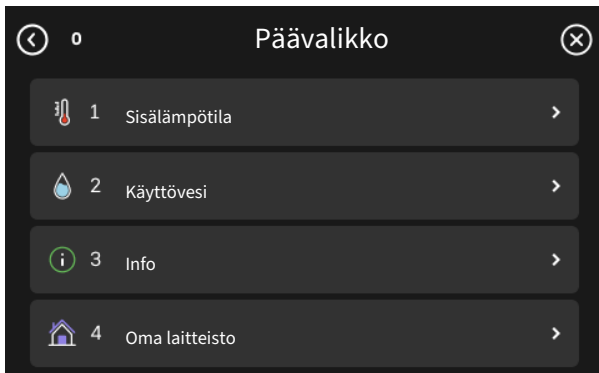 0 Päävalikko
1 Sisälämpötila
2 Käyttövesi
3 Info
4 Oma laitteisto